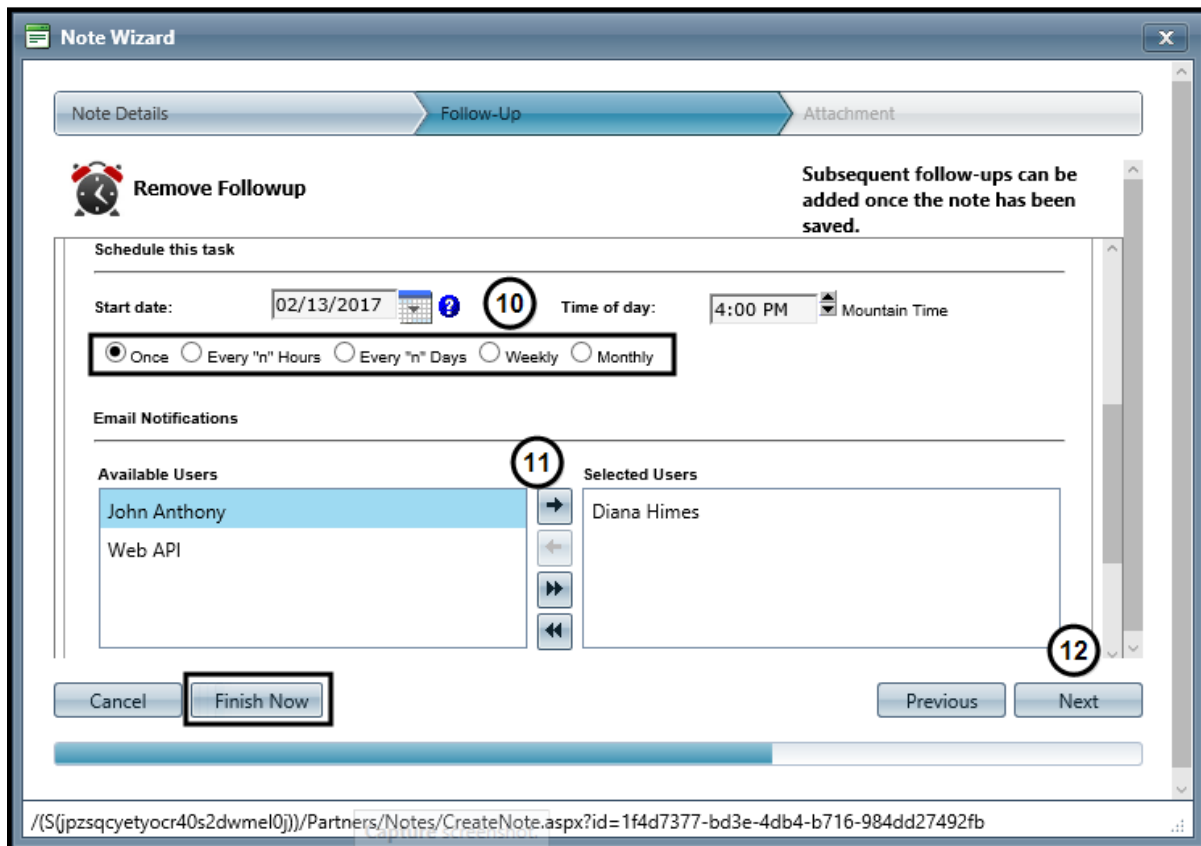 Note Wizard
Note Details Follow-Up Attachment
Remove Followup
Subsequent follow-ups can be
added once the note has been
saved.
Schedule this task
Start date: 02/13/2017 ? 10 Time of day: 4:00 PM Mountain Time
Once Every "n" Hours Every "n" Days Weekly Monthly
Email Notifications
11
Available Users Selected Users
John Anthony Diana Himes
Web API
12
Cancel Finish Now Previous Next
/(S(jpzsqcyetyocr40s2dwmel0j))/Partners/Notes/CreateNote.aspx?id=1f4d7377-bd3e-4db4-b716-984dd27492fb
Capture screenshot.